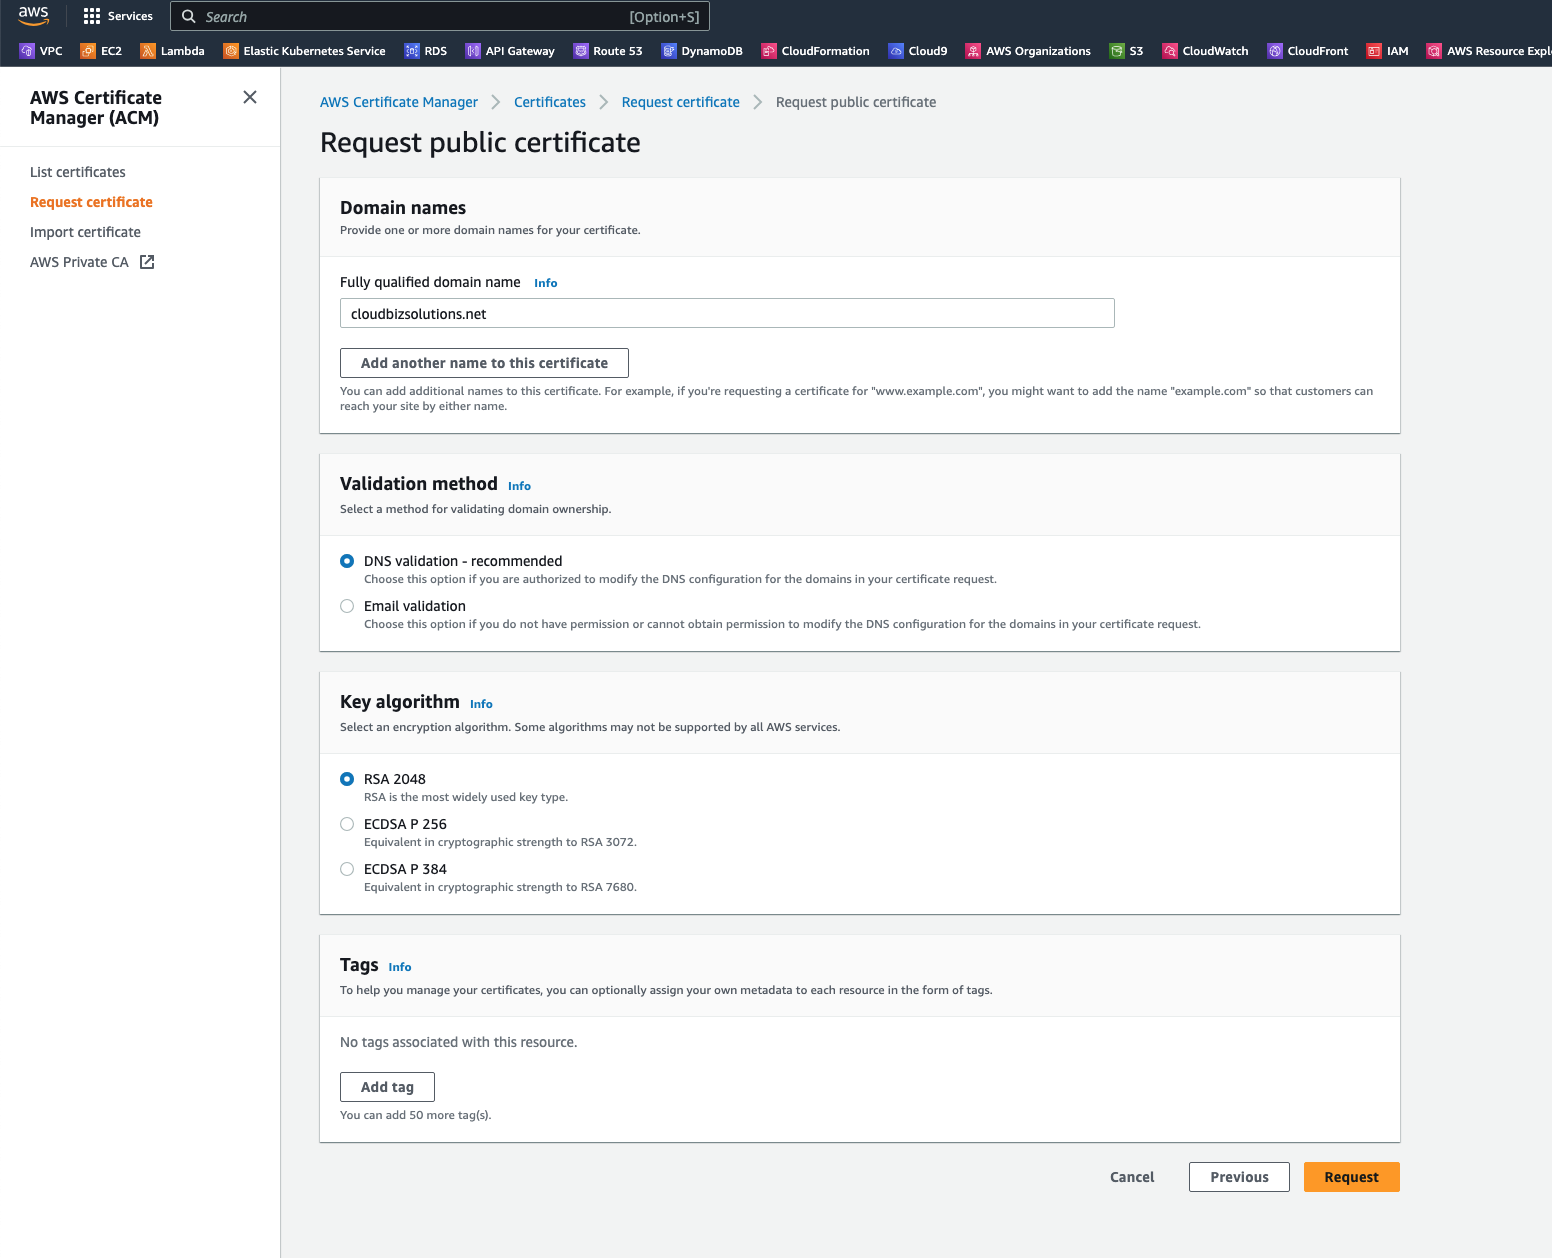 aws
Services
Search
[Option+S]
VPC
EC2
Lambda
Elastic Kubernetes Service
RDS
API Gateway
Route 53
DynamoDB
CloudFormation
Cloud9
AWS Organizations
S3
CloudWatch
CloudFront
IAM
AWS Resource Expl
AWS Certificate
Manager (ACM)
List certificates
Request certificate
Import certificate
AWS Private CA
AWS Certificate Manager
Certificates
Request certificate
Request public certificate
Request public certificate
Domain names
Provide one or more domain names for your certificate.
Fully qualified domain name Info
cloudbizsolutions.net
Add another name to this certificate
You can add additional names to this certificate. For example, if you're requesting a certificate for "www.example.com", you might want to add the name "example.com" so that customers can
reach your site by either name.
Validation method Info
Select a method for validating domain ownership.
DNS validation - recommended
Choose this option if you are authorized to modify the DNS configuration for the domains in your certificate request.
Email validation
Choose this option if you do not have permission or cannot obtain permission to modify the DNS configuration for the domains in your certificate request.
Key algorithm Info
Select an encryption algorithm. Some algorithms may not be supported by all AWS services.
RSA 2048
RSA is the most widely used key type.
ECDSA P 256
Equivalent in cryptographic strength to RSA 3072.
ECDSA P 384
Equivalent in cryptographic strength to RSA 7680.
Tags Info
To help you manage your certificates, you can optionally assign your own metadata to each resource in the form of tags.
No tags associated with this resource.
Add tag
You can add 50 more tag(s).
Cancel
Previous
Request